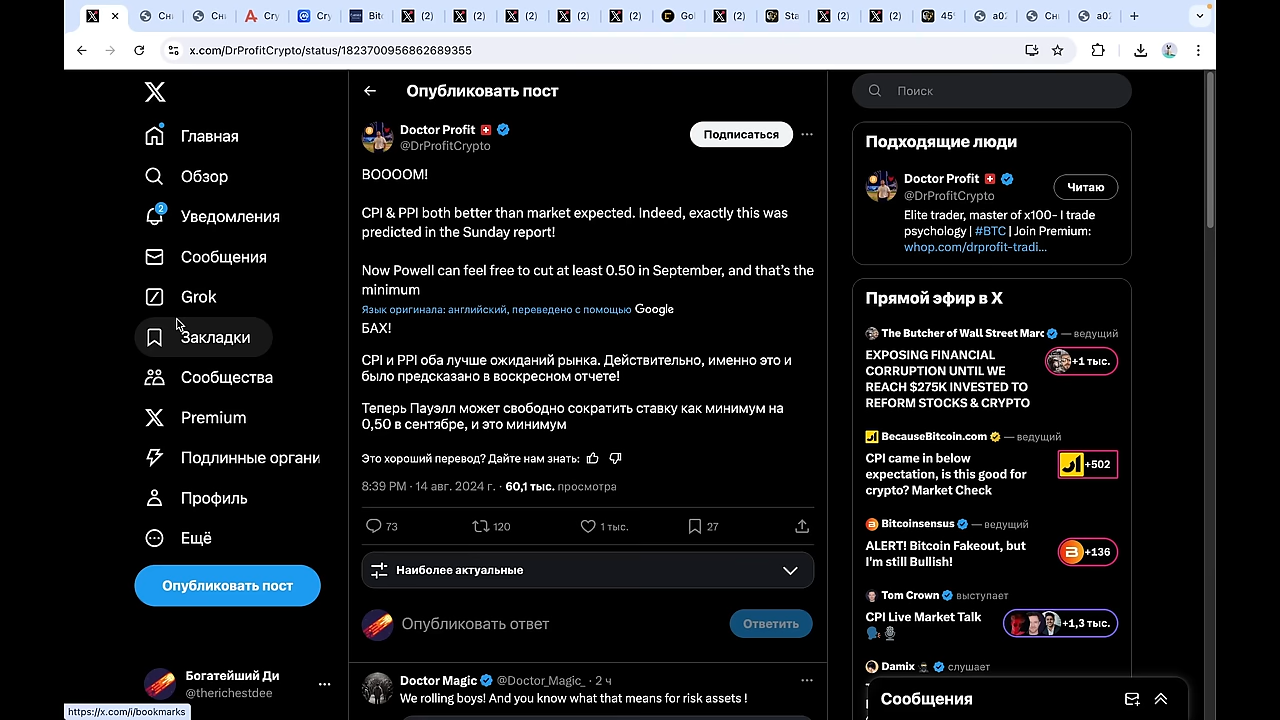 (2)
(2)
(2)
(2)
(2)
(2)
(2)
(2)
x.com/DrProfitCrypto/status/1823700956862689355
Главная
Обзор
2
Уведомления
Сообщения
Grok
Закладки
Сообщества
Premium
Подлинные органи
Профиль
Ещё
Опубликовать пост
Богатейший Ди
@therichestdee
https://x.com/i/bookmarks
Опубликовать пост
Doctor Profit
@DrProfitCrypto
Подписаться
BOOOOM!
CPI & PPI both better than market expected. Indeed, exactly this was
predicted in the Sunday report!
Now Powell can feel free to cut at least 0.50 in September, and that's the
minimum
Язык оригинала: английский, переведено с помощью Google
БАХ!
CPI и PPI оба лучше ожиданий рынка. Действительно, именно это и
было предсказано в воскресном отчете!
Теперь Пауэлл может свободно сократить ставку как минимум на
0,50 в сентябре, и это минимум
Это хороший перевод? Дайте нам знать:
8:39 PM · 14 авг. 2024 г. · 60,1 тыс. просмотра
73 120 1 тыс. 27
Наиболее актуальные
Опубликовать ответ
Ответить
Doctor Magic @Doctor_Magic_ · 2 ч
We rolling boys! And you know what that means for risk assets !
Поиск
Подходящие люди
Doctor Profit
@DrProfitCrypto
Читаю
Elite trader, master of x100- I trade
psychology | #BTC | Join Premium:
whop.com/drprofit-tradi...
Прямой эфир в X
The Butcher of Wall Street Marc — ведущий
EXPOSING FINANCIAL
CORRUPTION UNTIL WE
REACH $275K INVESTED TO
REFORM STOCKS & CRYPTO
+1 тыс.
BecauseBitcoin.com — ведущий
CPI came in below
expectation, is this good for
crypto? Market Check
+502
Bitcoinsensus — ведущий
ALERT! Bitcoin Fakeout, but
I'm still Bullish!
+136
Tom Crown выступает
CPI Live Market Talk
+1,3 тыс.
Damix слушает
Сообщения